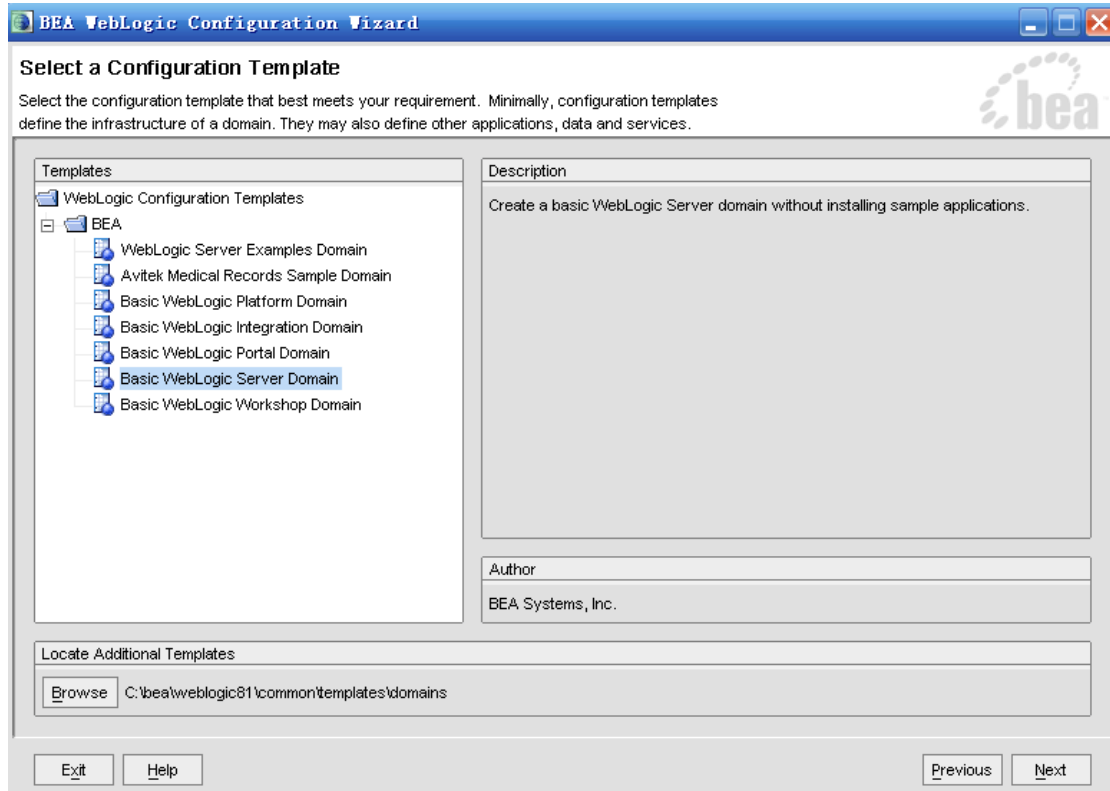 BEA WebLogic Configuration Wizard
Select a Configuration Template
Select the configuration template that best meets your requirement. Minimally, configuration templates
define the infrastructure of a domain. They may also define other applications, data and services.
bea
Templates
WebLogic Configuration Templates
BEA
WebLogic Server Examples Domain
Avitek Medical Records Sample Domain
Basic WebLogic Platform Domain
Basic WebLogic Integration Domain
Basic WebLogic Portal Domain
Basic WebLogic Server Domain
Basic WebLogic Workshop Domain
Description
Create a basic WebLogic Server domain without installing sample applications.
Author
BEA Systems, Inc.
Locate Additional Templates
Browse C:\bea\weblogic81\common\templates\domains
Exit Help Previous Next